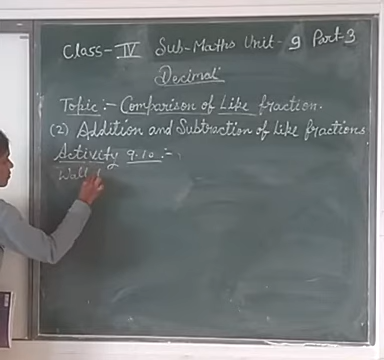 Class-IV Sub-Maths Unit-9 Part-3
Decimal
Topic:- Comparison of Like fraction.
(2) Addition and Subtraction of Like fractions
Activity 9.10:-
Wall